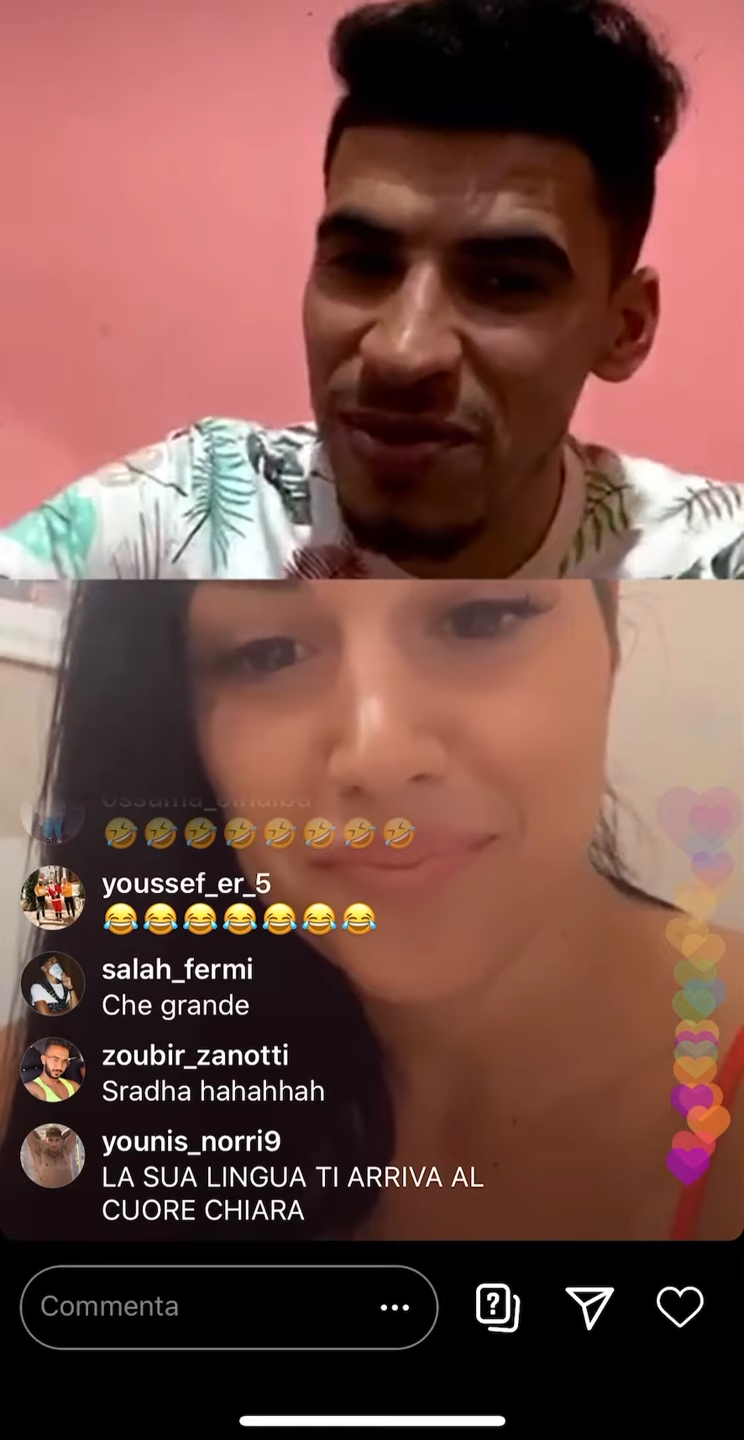 🤣🤣🤣🤣🤣🤣🤣🤣
youssef_er_5
😂😂😂😂😂😂😂
salah_fermi
Che grande
zoubir_zanotti
Sradha hahahhah
younis_norri9
LA SUA LINGUA TI ARRIVA AL
CUORE CHIARA
Commenta